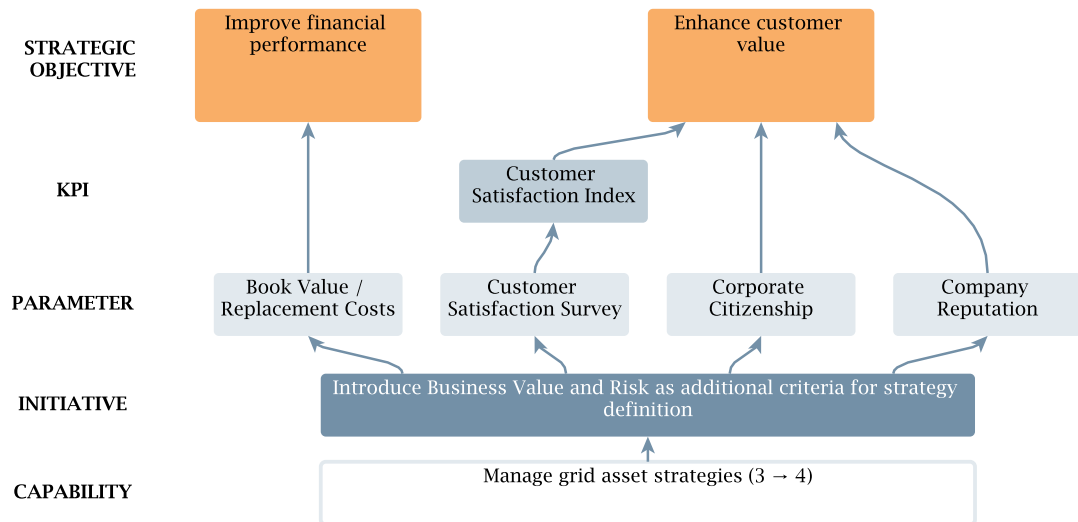 STRATEGIC
OBJECTIVE
Improve financial
performance
Enhance customer
value
KPI
Customer
Satisfaction Index
PARAMETER
Book Value /
Replacement Costs
Customer
Satisfaction Survey
Corporate
Citizenship
Company
Reputation
INITIATIVE
Introduce Business Value and Risk as additional criteria for strategy
definition
CAPABILITY
Manage grid asset strategies (3 → 4)